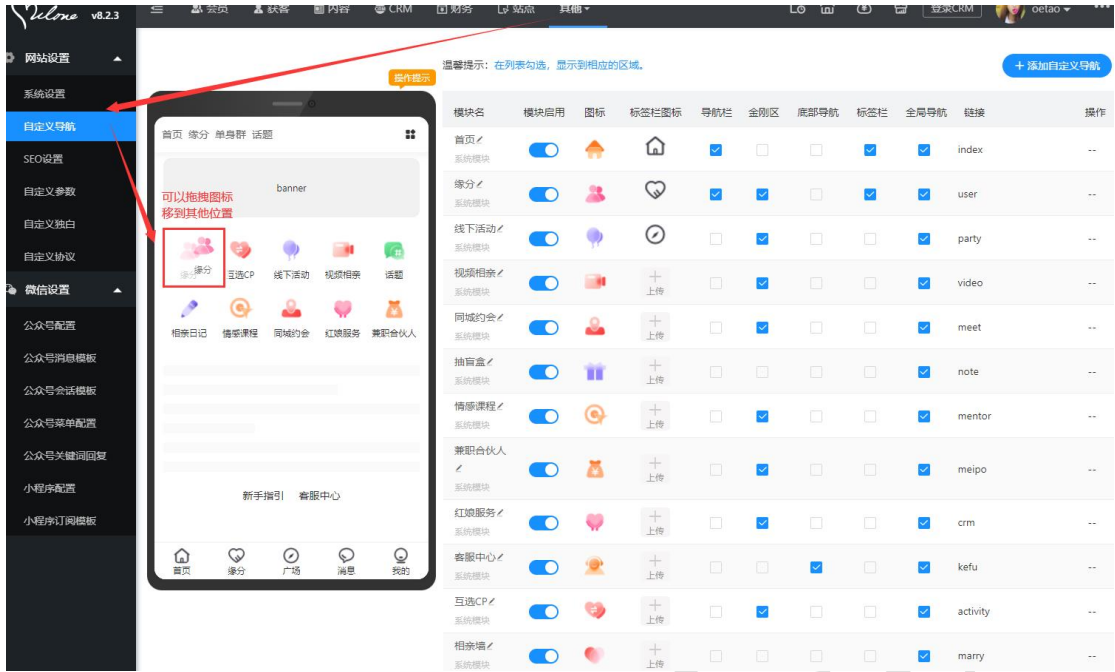 v8.2.3
会员 获客 内容 CRM 财务 站点 其他
登录CRM oetao
网站设置
系统设置
自定义导航
SEO设置
自定义参数
自定义独白
自定义协议
微信设置
公众号配置
公众号消息模板
公众号会话模板
公众号菜单配置
公众号关键词回复
小程序配置
小程序订阅模板
操作提示
首页 缘分 单身群 话题
banner
可以拖拽图标
移到其他位置
缘分
缘分 互选CP 线下活动 视频相亲 话题
相亲日记 情感课程 同城约会 红娘服务 兼职合伙人
新手指引 客服中心
首页 缘分 广场 消息 我的
温馨提示：在列表勾选，显示到相应的区域。
+ 添加自定义导航
模块名 模块启用 图标 标签栏图标 导航栏 金刚区 底部导航 标签栏 全局导航 链接 操作
首页 index --
系统模块
缘分 user --
系统模块
线下活动 party --
系统模块
视频相亲 上传 video --
系统模块
同城约会 上传 meet --
系统模块
抽盲盒 上传 note --
系统模块
情感课程 上传 mentor --
系统模块
兼职合伙人 上传 meipo --
系统模块
红娘服务 上传 crm --
系统模块
客服中心 上传 kefu --
系统模块
互选CP 上传 activity --
系统模块
相亲墙 上传 marry --
系统模块